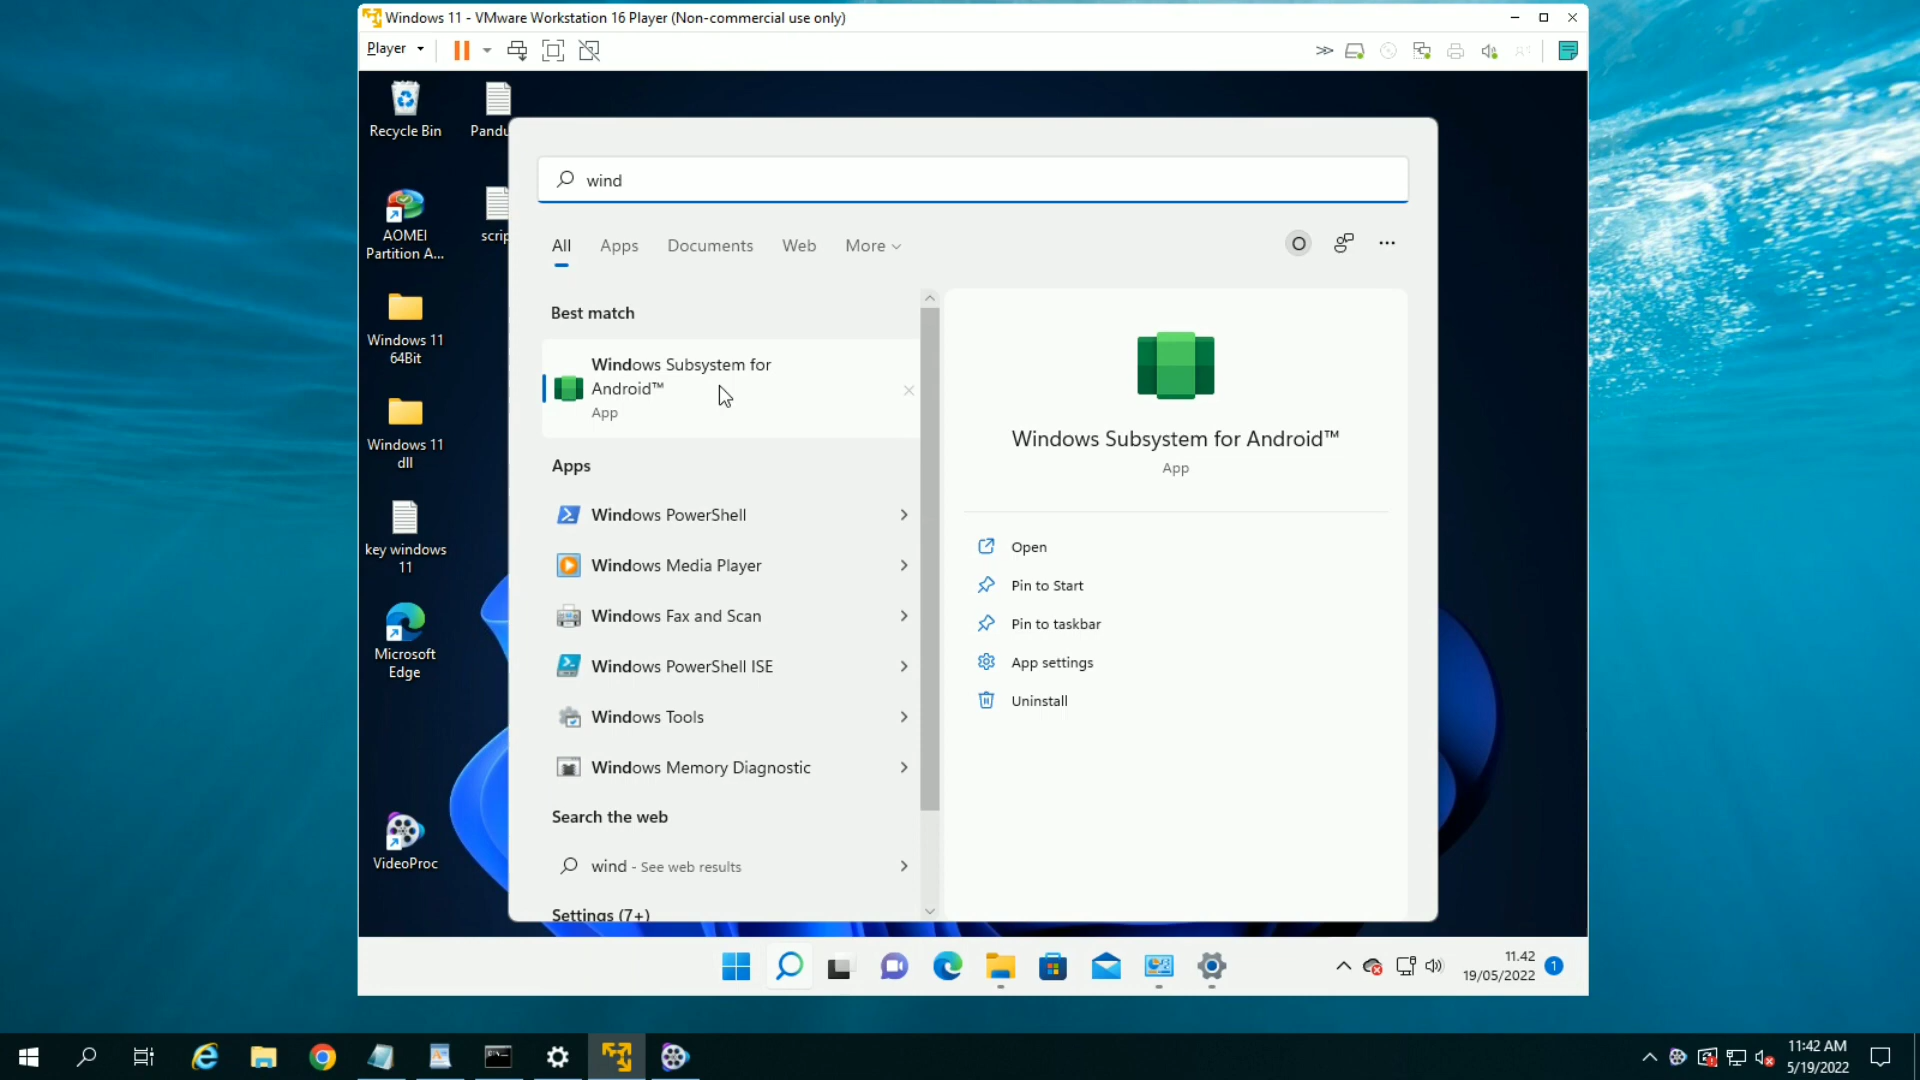 Windows 11 - VMware Workstation 16 Player (Non-commercial use only)
Player
Recycle Bin
Pandu
AOMEI
Partition A...
scrip
Windows 11
64Bit
Windows 11
dll
key windows
11
Microsoft
Edge
VideoProc
wind
All
Apps
Documents
Web
More
O
Best match
Windows Subsystem for
Android™
App
Apps
Windows PowerShell
Windows Media Player
Windows Fax and Scan
Windows PowerShell ISE
Windows Tools
Windows Memory Diagnostic
Search the web
wind - See web results
Settings (7+)
Windows Subsystem for Android™
App
Open
Pin to Start
Pin to taskbar
App settings
Uninstall
11.42
19/05/2022
1
11:42 AM
5/19/2022